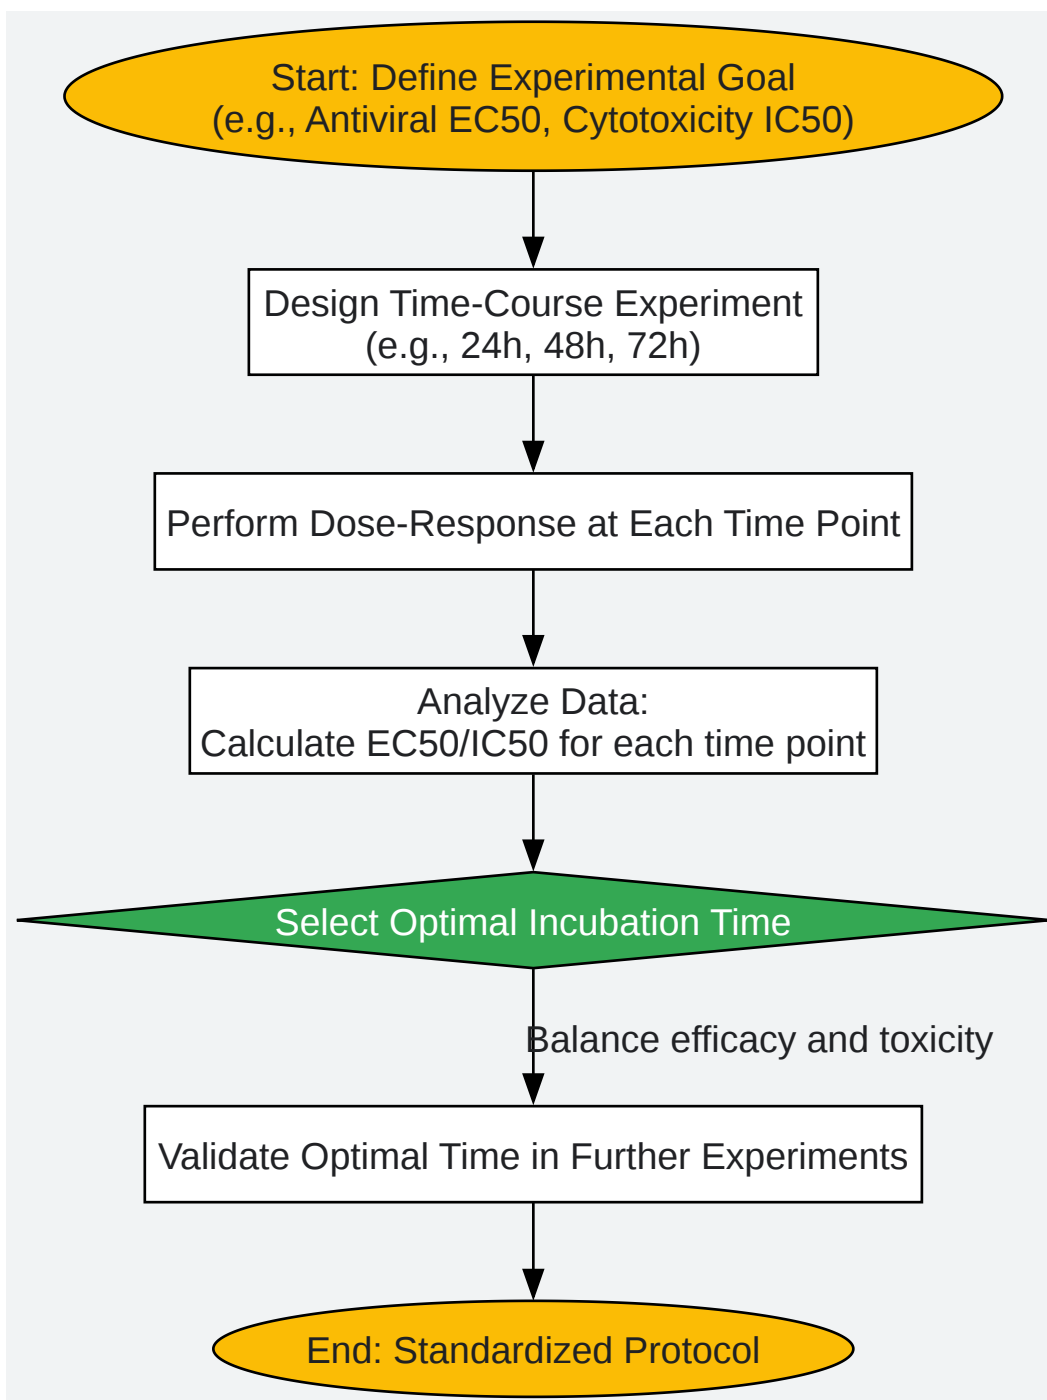 Start: Define Experimental Goal
(e.g., Antiviral EC50, Cytotoxicity IC50)
Design Time-Course Experiment
(e.g., 24h, 48h, 72h)
Perform Dose-Response at Each Time Point
Analyze Data:
Calculate EC50/IC50 for each time point
Select Optimal Incubation Time
Balance efficacy and toxicity
Validate Optimal Time in Further Experiments
End: Standardized Protocol